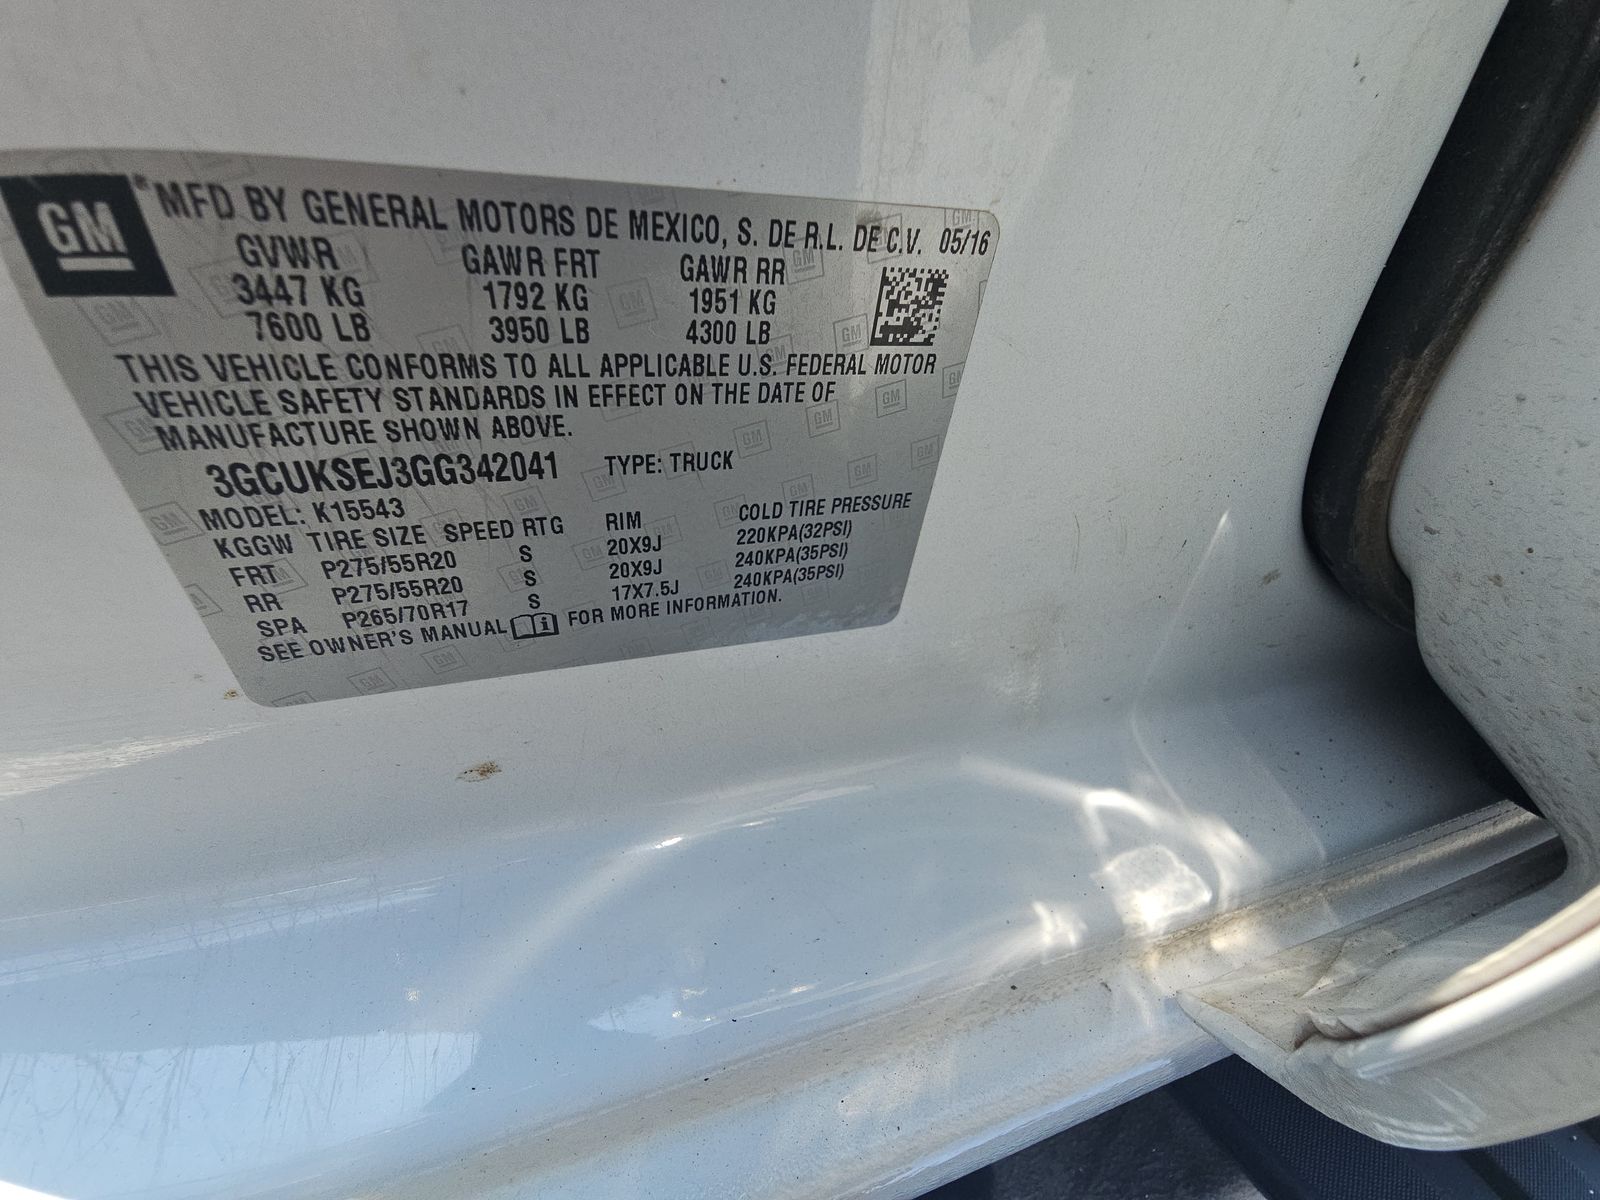 GM
MFD BY GENERAL MOTORS DE MEXICO, S. DE R.L. DE C.V. 05/16
GVWR GAWR FRT GAWR RR
3447 KG 1792 KG 1951 KG
7600 LB 3950 LB 4300 LB
THIS VEHICLE CONFORMS TO ALL APPLICABLE U.S. FEDERAL MOTOR
VEHICLE SAFETY STANDARDS IN EFFECT ON THE DATE OF
MANUFACTURE SHOWN ABOVE.
3GCUKSEJ3GG342041 TYPE: TRUCK
MODEL: K15543
KGGW TIRE SIZE SPEED RTG RIM COLD TIRE PRESSURE
FRT P275/55R20 S 20X9J 220KPA(32PSI)
RR P275/55R20 S 20X9J 240KPA(35PSI)
SPA P265/70R17 S 17X7.5J 240KPA(35PSI)
SEE OWNER'S MANUAL FOR MORE INFORMATION.